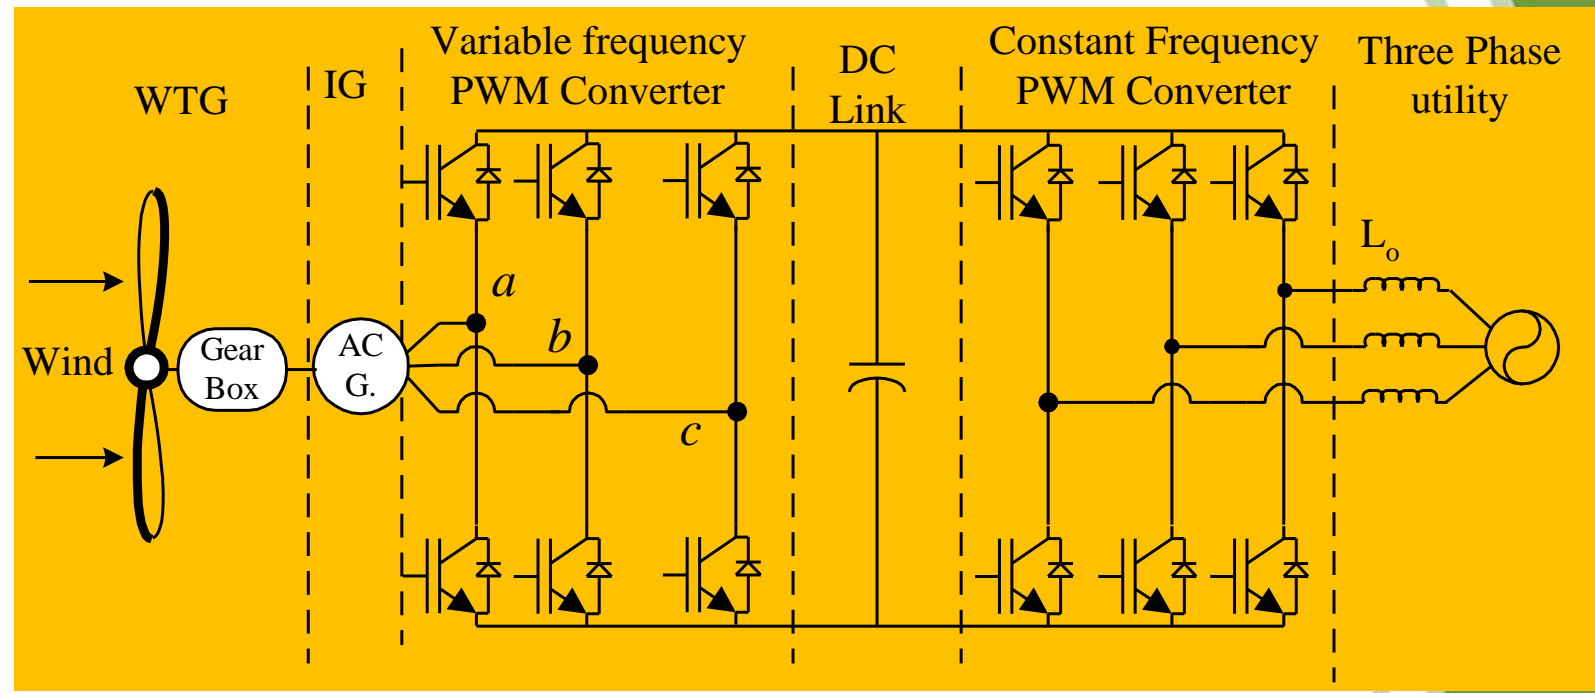 WTG
IG
Variable frequency
PWM Converter
DC
Link
Constant Frequency
PWM Converter
Three Phase
utility
Wind
Gear
Box
AC
G.
a
b
c
Lo